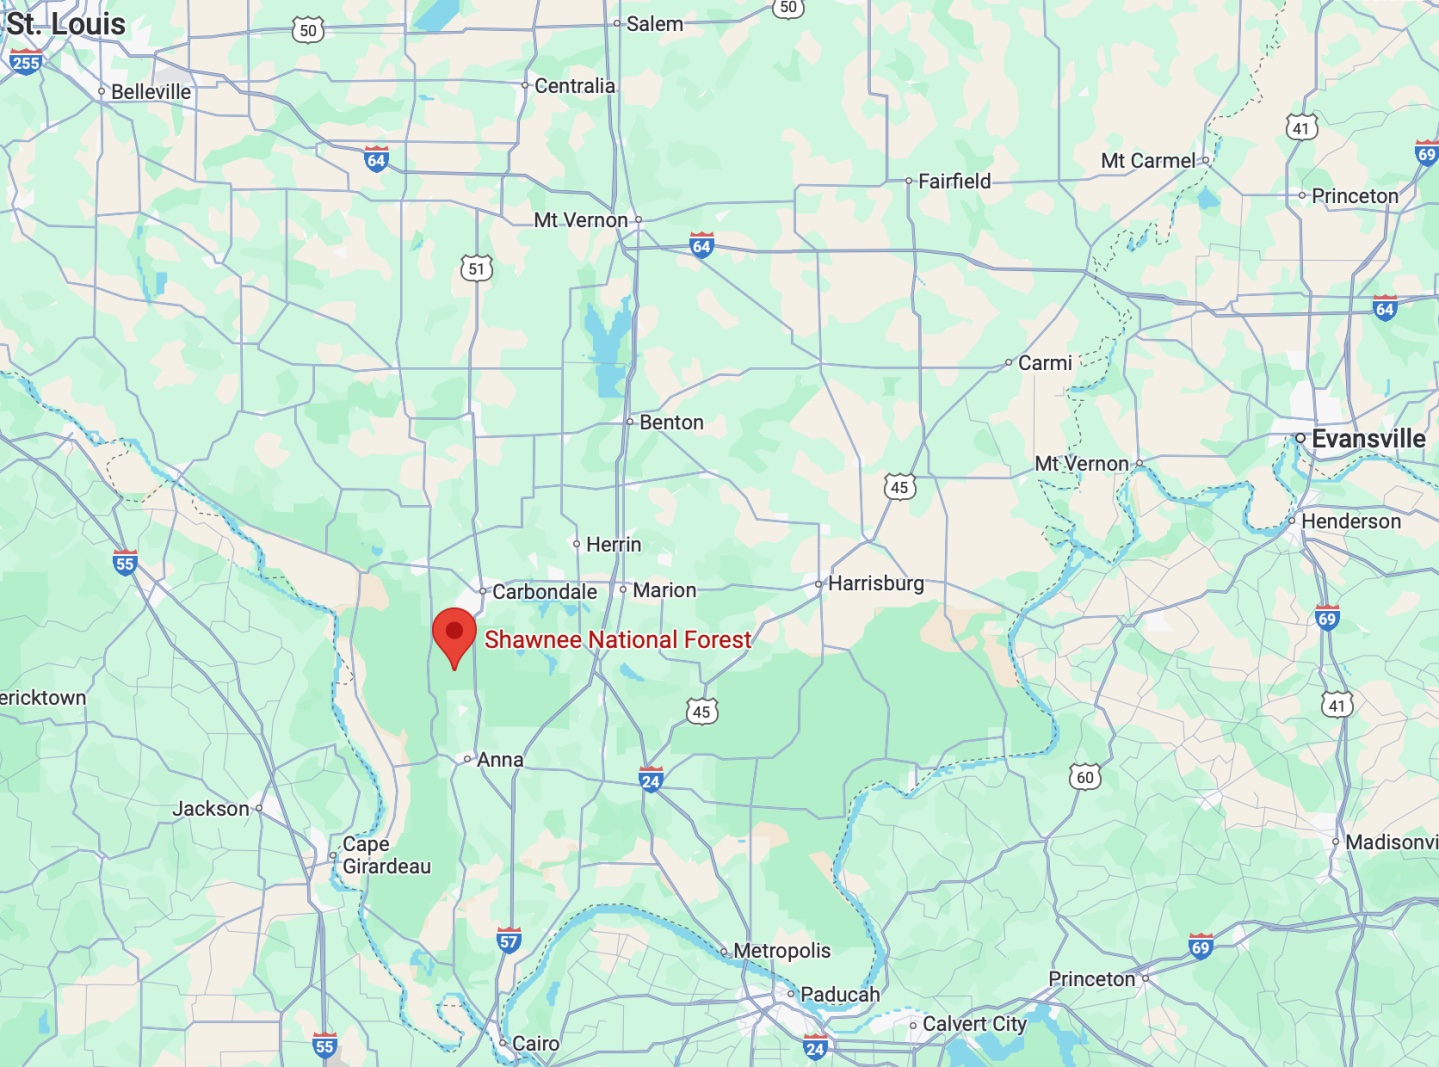 St. Louis
50
Salem
50
255
Belleville
Centralia
41
69
64
Mt Carmel
Fairfield
Princeton
Mt Vernon
64
51
64
Carmi
Benton
Evansville
Mt Vernon
45
Henderson
Herrin
55
Carbondale
Marion
Harrisburg
69
Shawnee National Forest
ericktown
45
41
Anna
24
60
Jackson
Cape
Girardeau
Madisonvi
57
Metropolis
69
Princeton
Paducah
Calvert City
55
Cairo
24